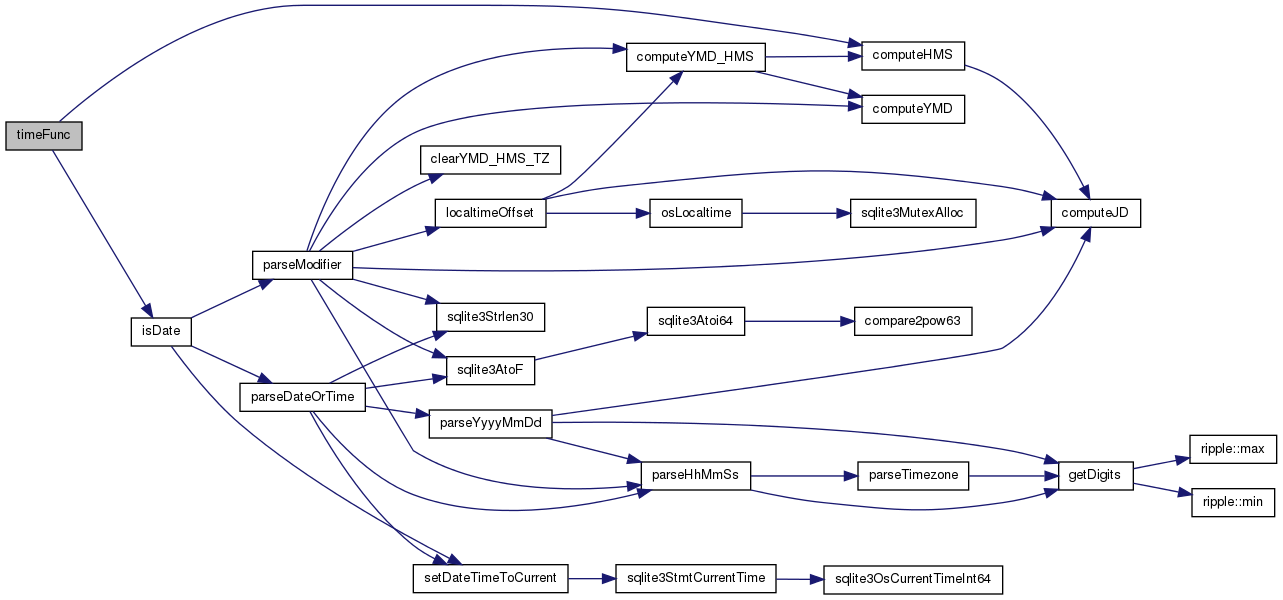 computeYMD_HMS
computeHMS
computeYMD
timeFunc
clearYMD_HMS_TZ
localtimeOffset
osLocaltime
sqlite3MutexAlloc
computeJD
parseModifier
sqlite3Strlen30
sqlite3Atoi64
compare2pow63
isDate
sqlite3AtoF
parseDateOrTime
parseYyyyMmDd
ripple::max
parseHhMmSs
parseTimezone
getDigits
ripple::min
setDateTimeToCurrent
sqlite3StmtCurrentTime
sqlite3OsCurrentTimeInt64